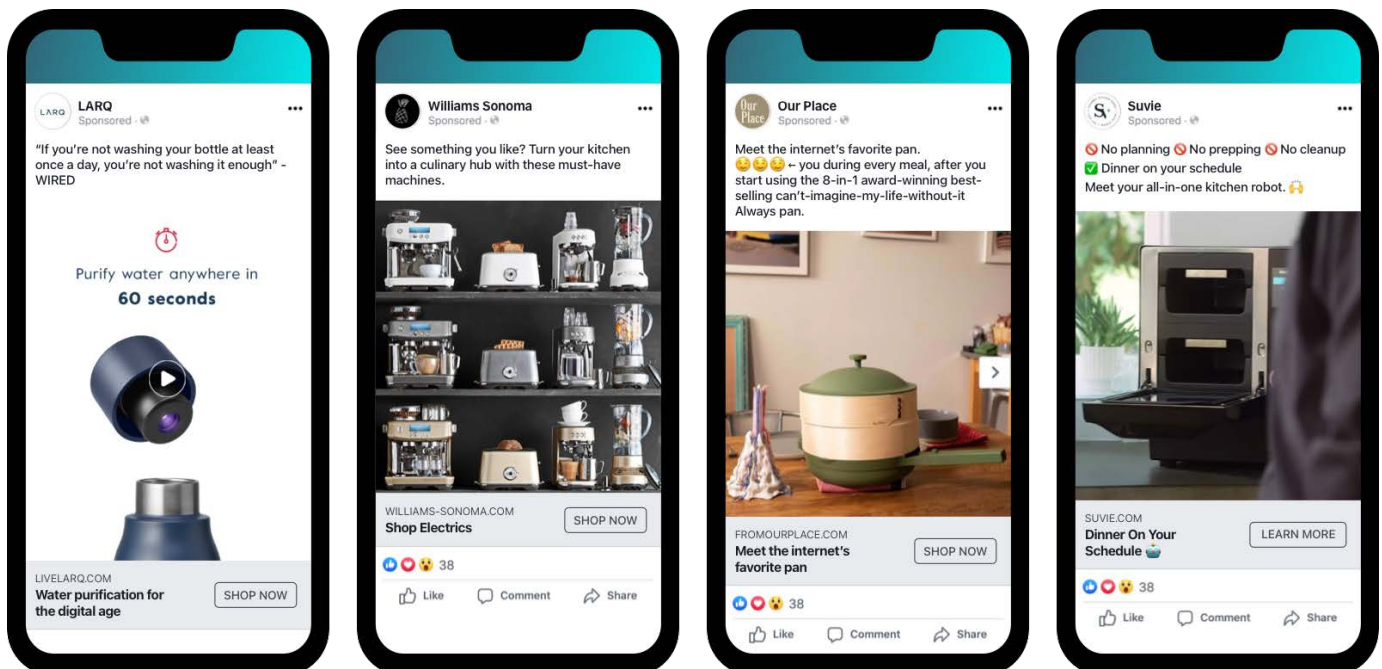 LARQ
LARQ
Sponsored ·
"If you're not washing your bottle at least
once a day, you're not washing it enough" -
WIRED
Purify water anywhere in
60 seconds
LIVELARQ.COM
Water purification for
the digital age
SHOP NOW
Williams Sonoma
Sponsored ·
See something you like? Turn your kitchen
into a culinary hub with these must-have
machines.
WILLIAMS-SONOMA.COM
Shop Electrics
SHOP NOW
38
Like Comment Share
Our Place
Our Place
Sponsored ·
Meet the internet's favorite pan.
😏😏😏 ← you during every meal, after you
start using the 8-in-1 award-winning best-
selling can't-imagine-my-life-without-it
Always pan.
FROMOURPLACE.COM
Meet the internet's
favorite pan
SHOP NOW
38
Like Comment Share
S
Suvie
Sponsored ·
🚫 No planning 🚫 No prepping 🚫 No cleanup
✅ Dinner on your schedule
Meet your all-in-one kitchen robot. 🙌
SUVIE.COM
Dinner On Your
Schedule 🍲
LEARN MORE
38
Like Comment Share